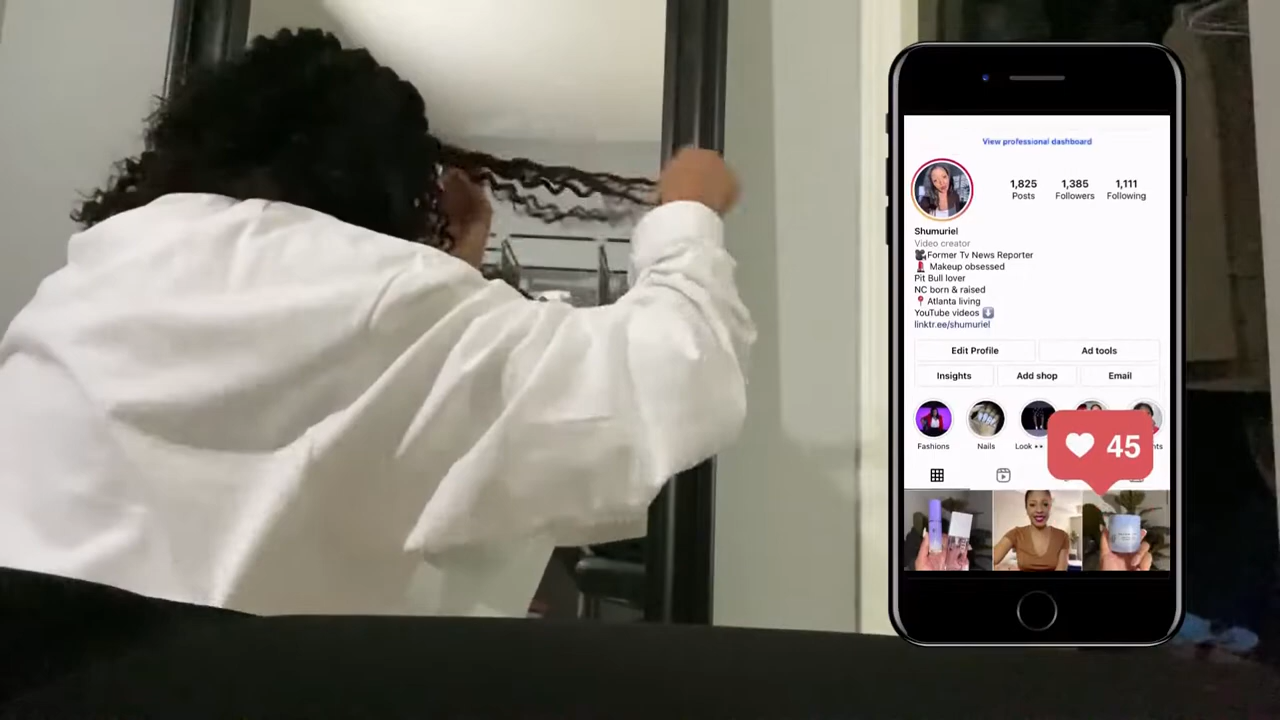 View professional dashboard
1,825 1,385 1,111
Posts Followers Following
Shumuriel
Video creator
Former Tv News Reporter
Makeup obsessed
Pit Bull lover
NC born & raised
Atlanta living
YouTube videos
linktr.ee/shumuriel
Edit Profile Ad tools
Insights Add shop Email
Fashions Nails Look
45